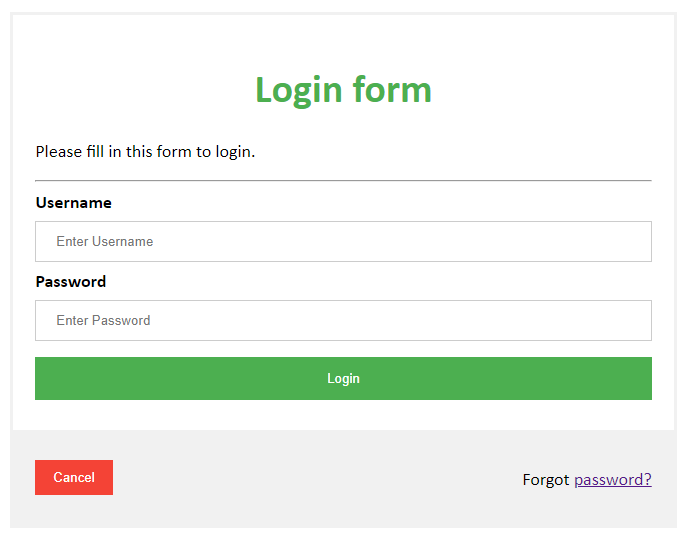 Login form
Please fill in this form to login.
Username
Enter Username
Password
Enter Password
Login
Cancel
Forgot password?